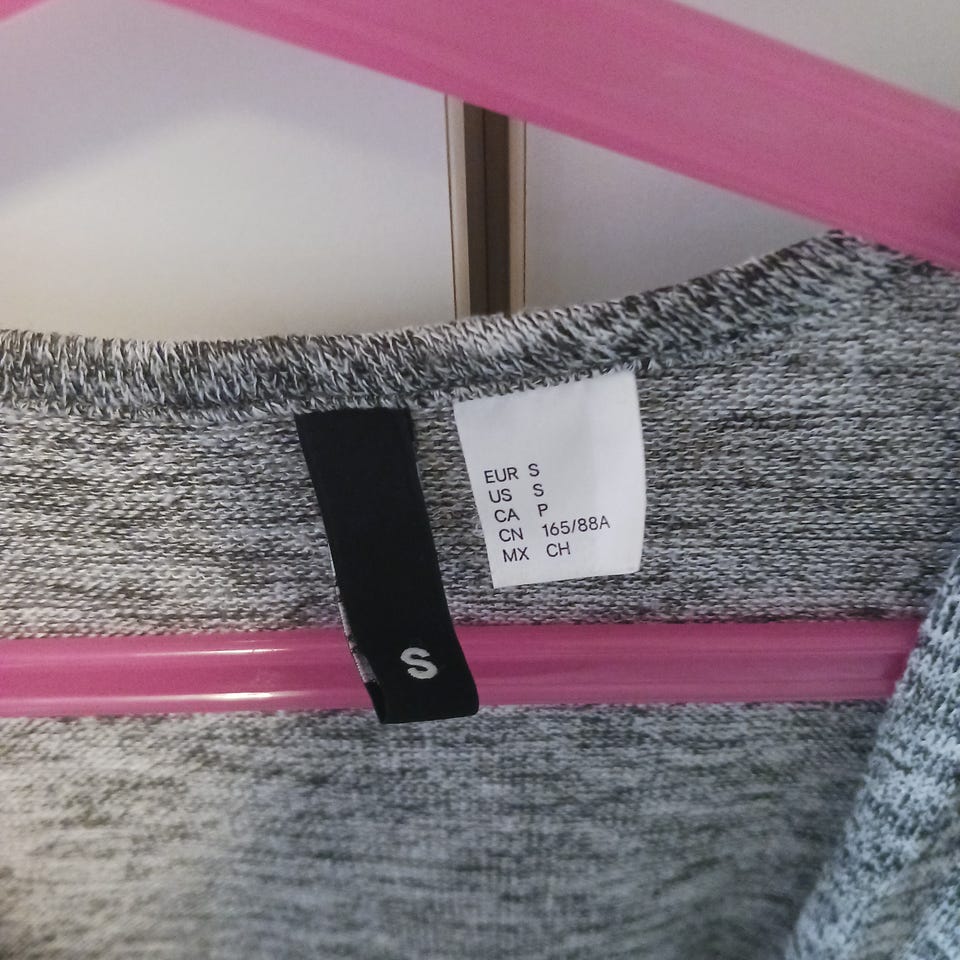 EUR S
US S
CA P
CN 165/88A
MX CH
S